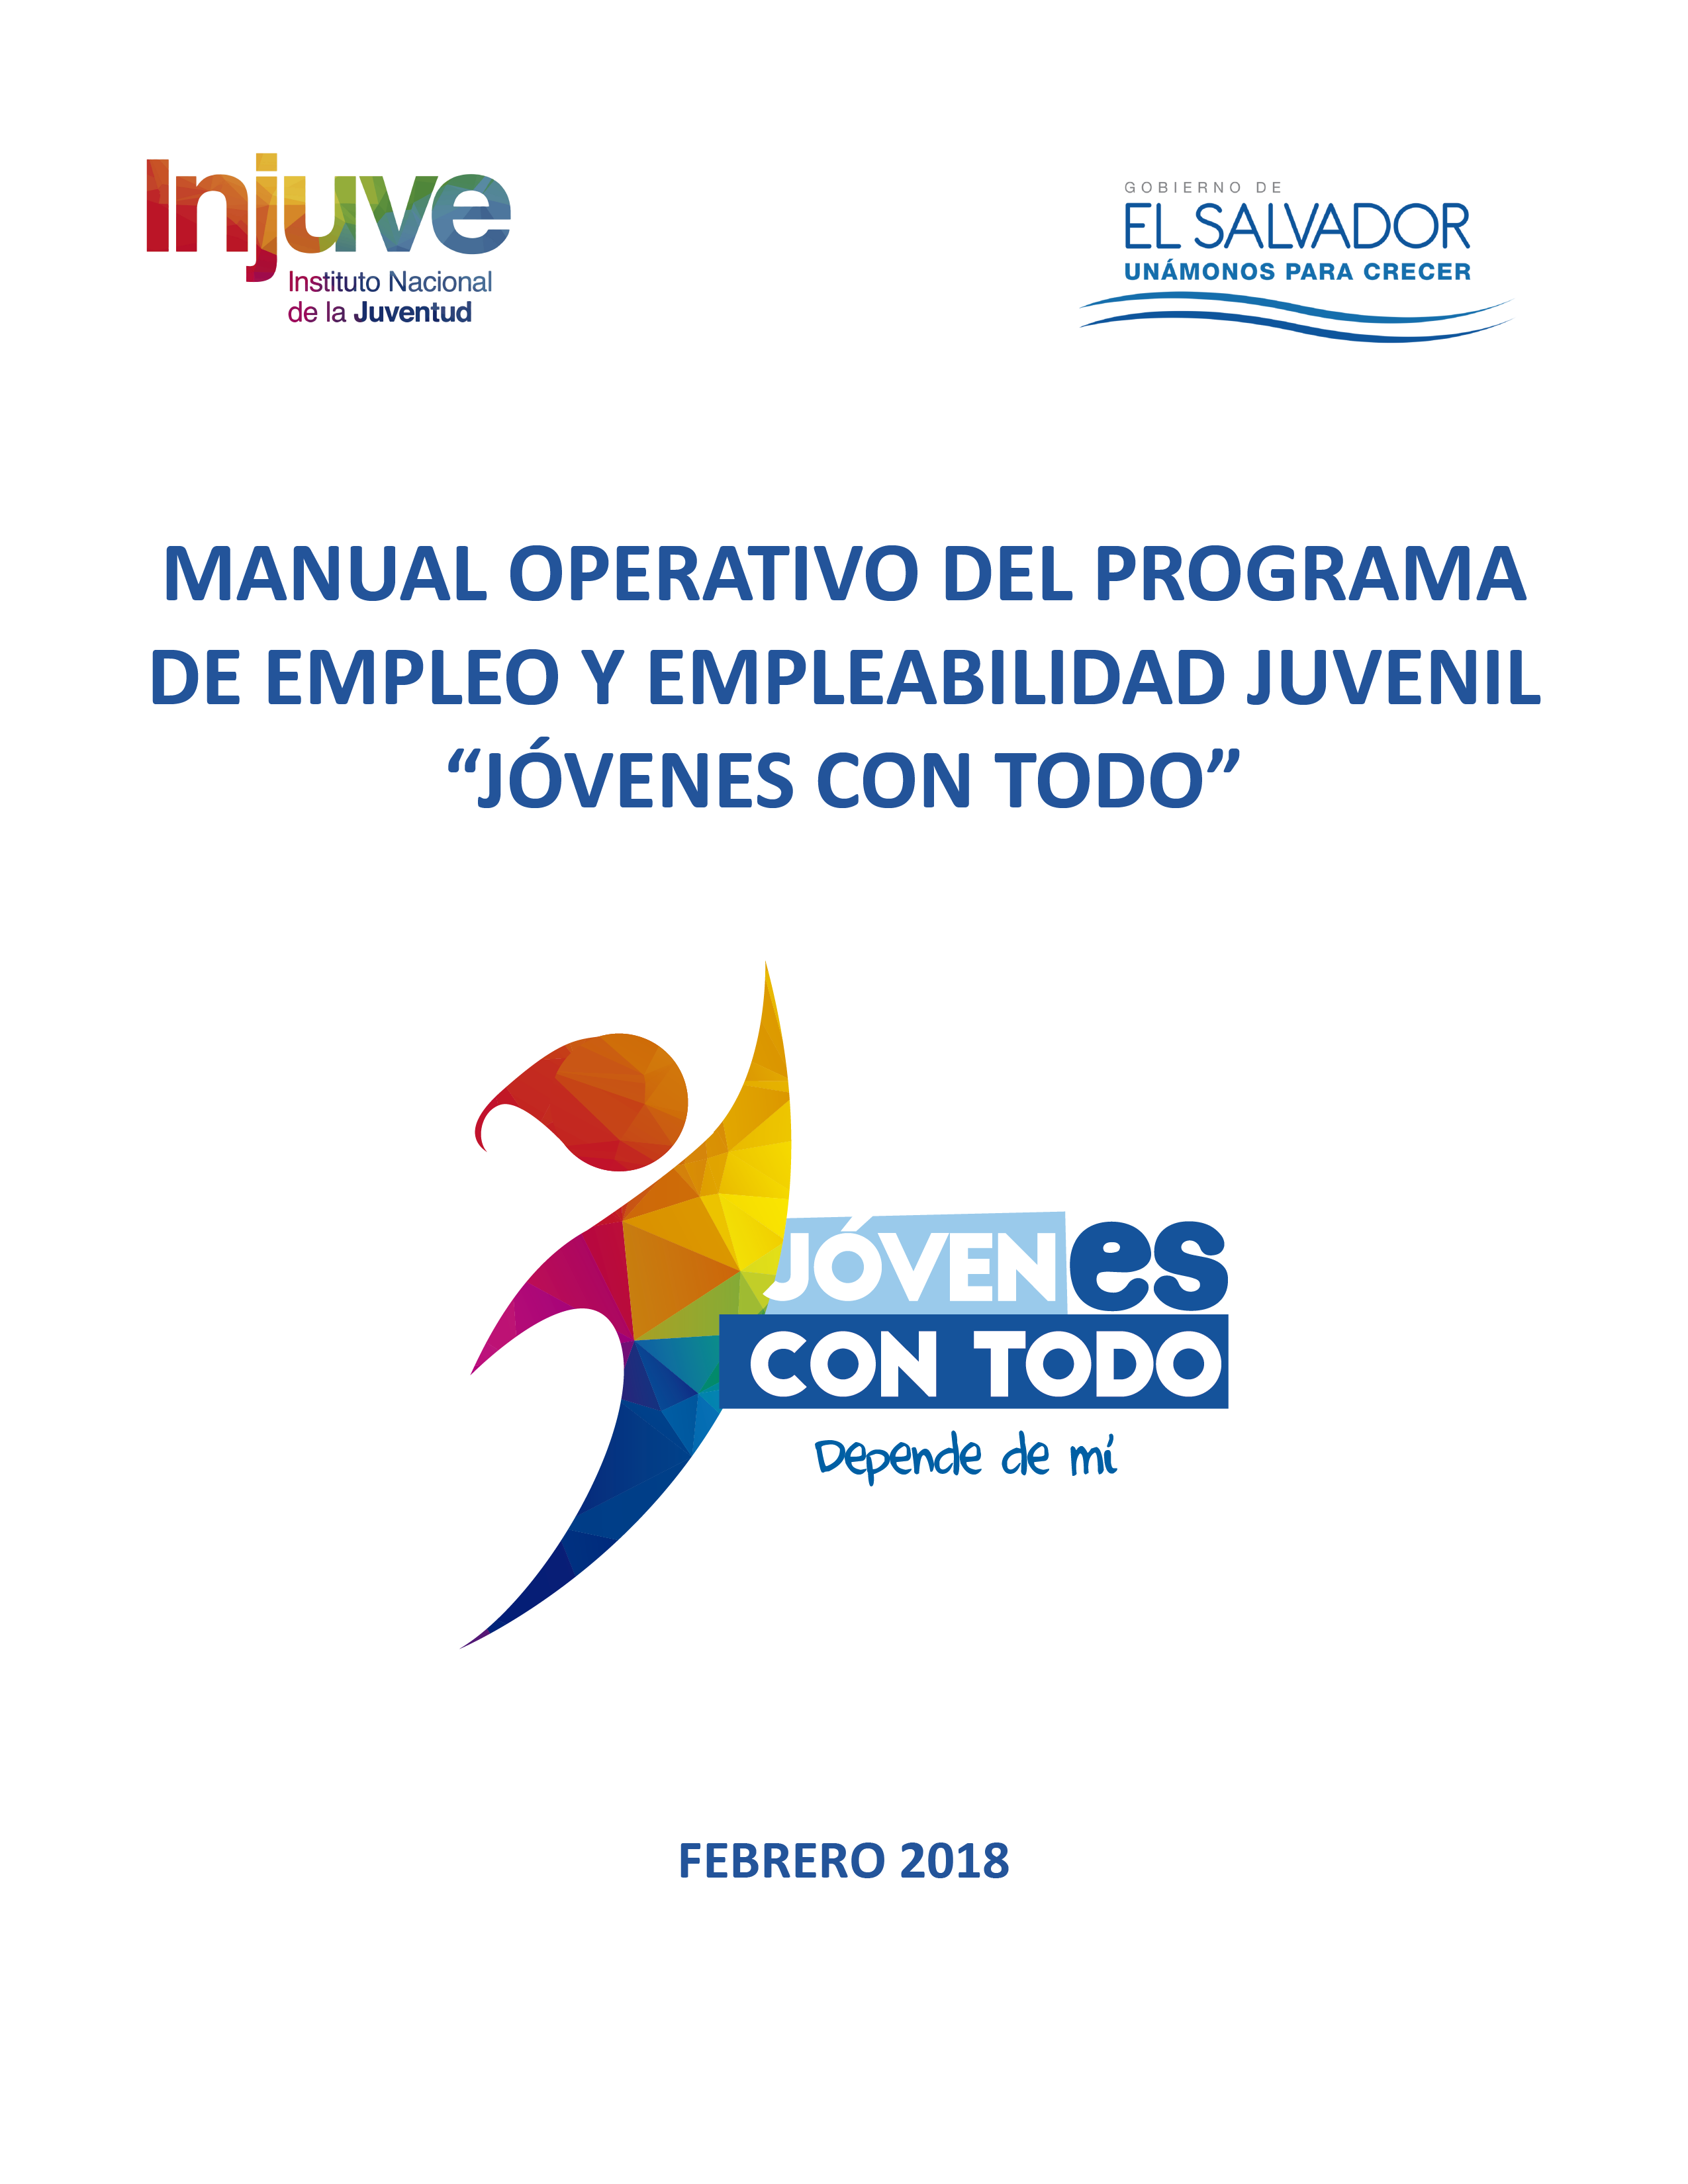 Injuve
Instituto Nacional
de la Juventud
GOBIERNO DE
EL SALVADOR
UNÁMONOS PARA CRECER
MANUAL OPERATIVO DEL PROGRAMA
DE EMPLEO Y EMPLEABILIDAD JUVENIL
“JÓVENES CON TODO”
JÓVENes
CON TODO
Depende de mí
FEBRERO 2018